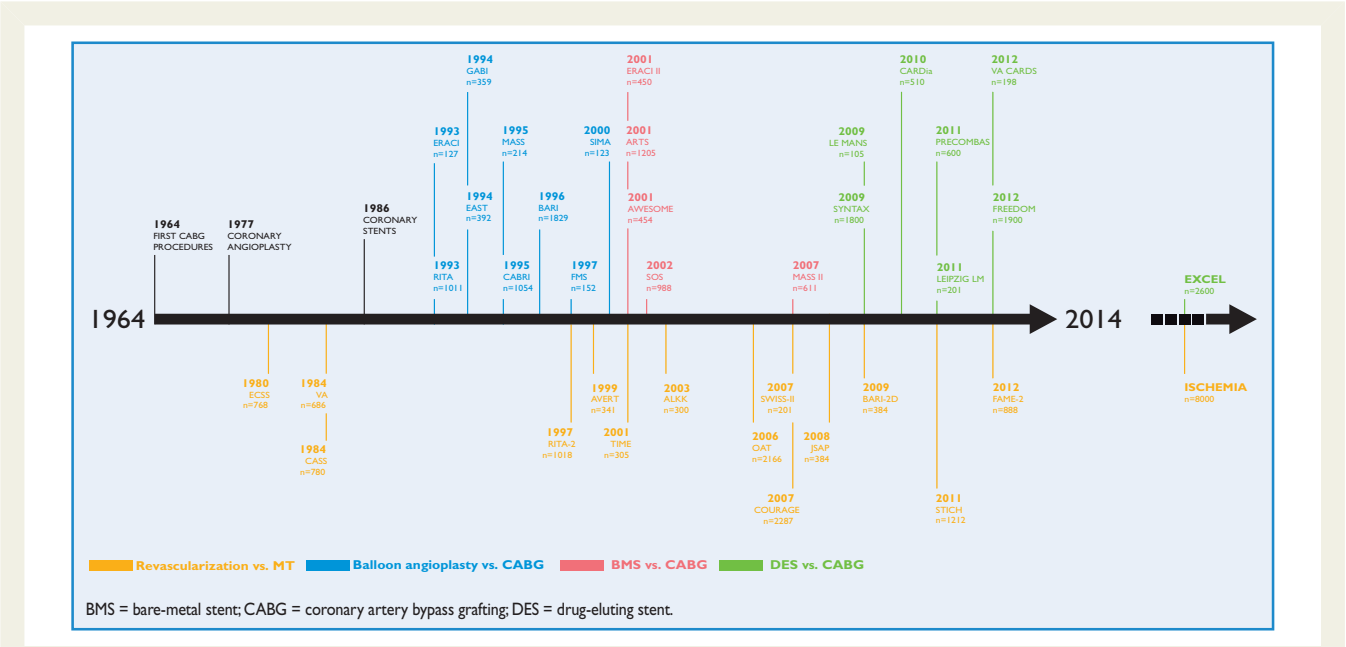 1994
GABI
n=359
2001
ERACI II
n=450
2010
CARDia
n=510
2012
VA CARDS
n=198
1993
ERACI
n=127
1995
MASS
n=214
2000
SIMA
n=123
2001
ARTS
n=1205
2009
LE MANS
n=105
2011
PRECOMBAS
n=600
1994
EAST
n=392
1996
BARI
n=1829
2001
AWESOME
n=454
2009
SYNTAX
n=1800
2012
FREEDOM
n=1900
1964
FIRST CABG
PROCEDURES
1977
CORONARY
ANGIOPLASTY
1986
CORONARY
STENTS
1993
RITA
n=1011
1995
CABRI
n=1054
1997
FMS
n=152
2002
SOS
n=988
2007
MASS II
n=611
2011
LEIPZIG LM
n=201
EXCEL
n=2600
1964
2014
1980
ECSS
n=768
1984
VA
n=686
1984
CASS
n=780
1999
AVERT
n=341
2003
ALKK
n=300
2007
SWISS-II
n=201
2009
BARI-2D
n=384
2012
FAME-2
n=888
ISCHEMIA
n=8000
1997
RITA-2
n=1018
2001
TIME
n=305
2006
OAT
n=2166
2008
JSAP
n=384
2007
COURAGE
n=2287
2011
STICH
n=1212
Revascularization vs. MT
Balloon angioplasty vs. CABG
BMS vs. CABG
DES vs. CABG
BMS = bare-metal stent; CABG = coronary artery bypass grafting; DES = drug-eluting stent.